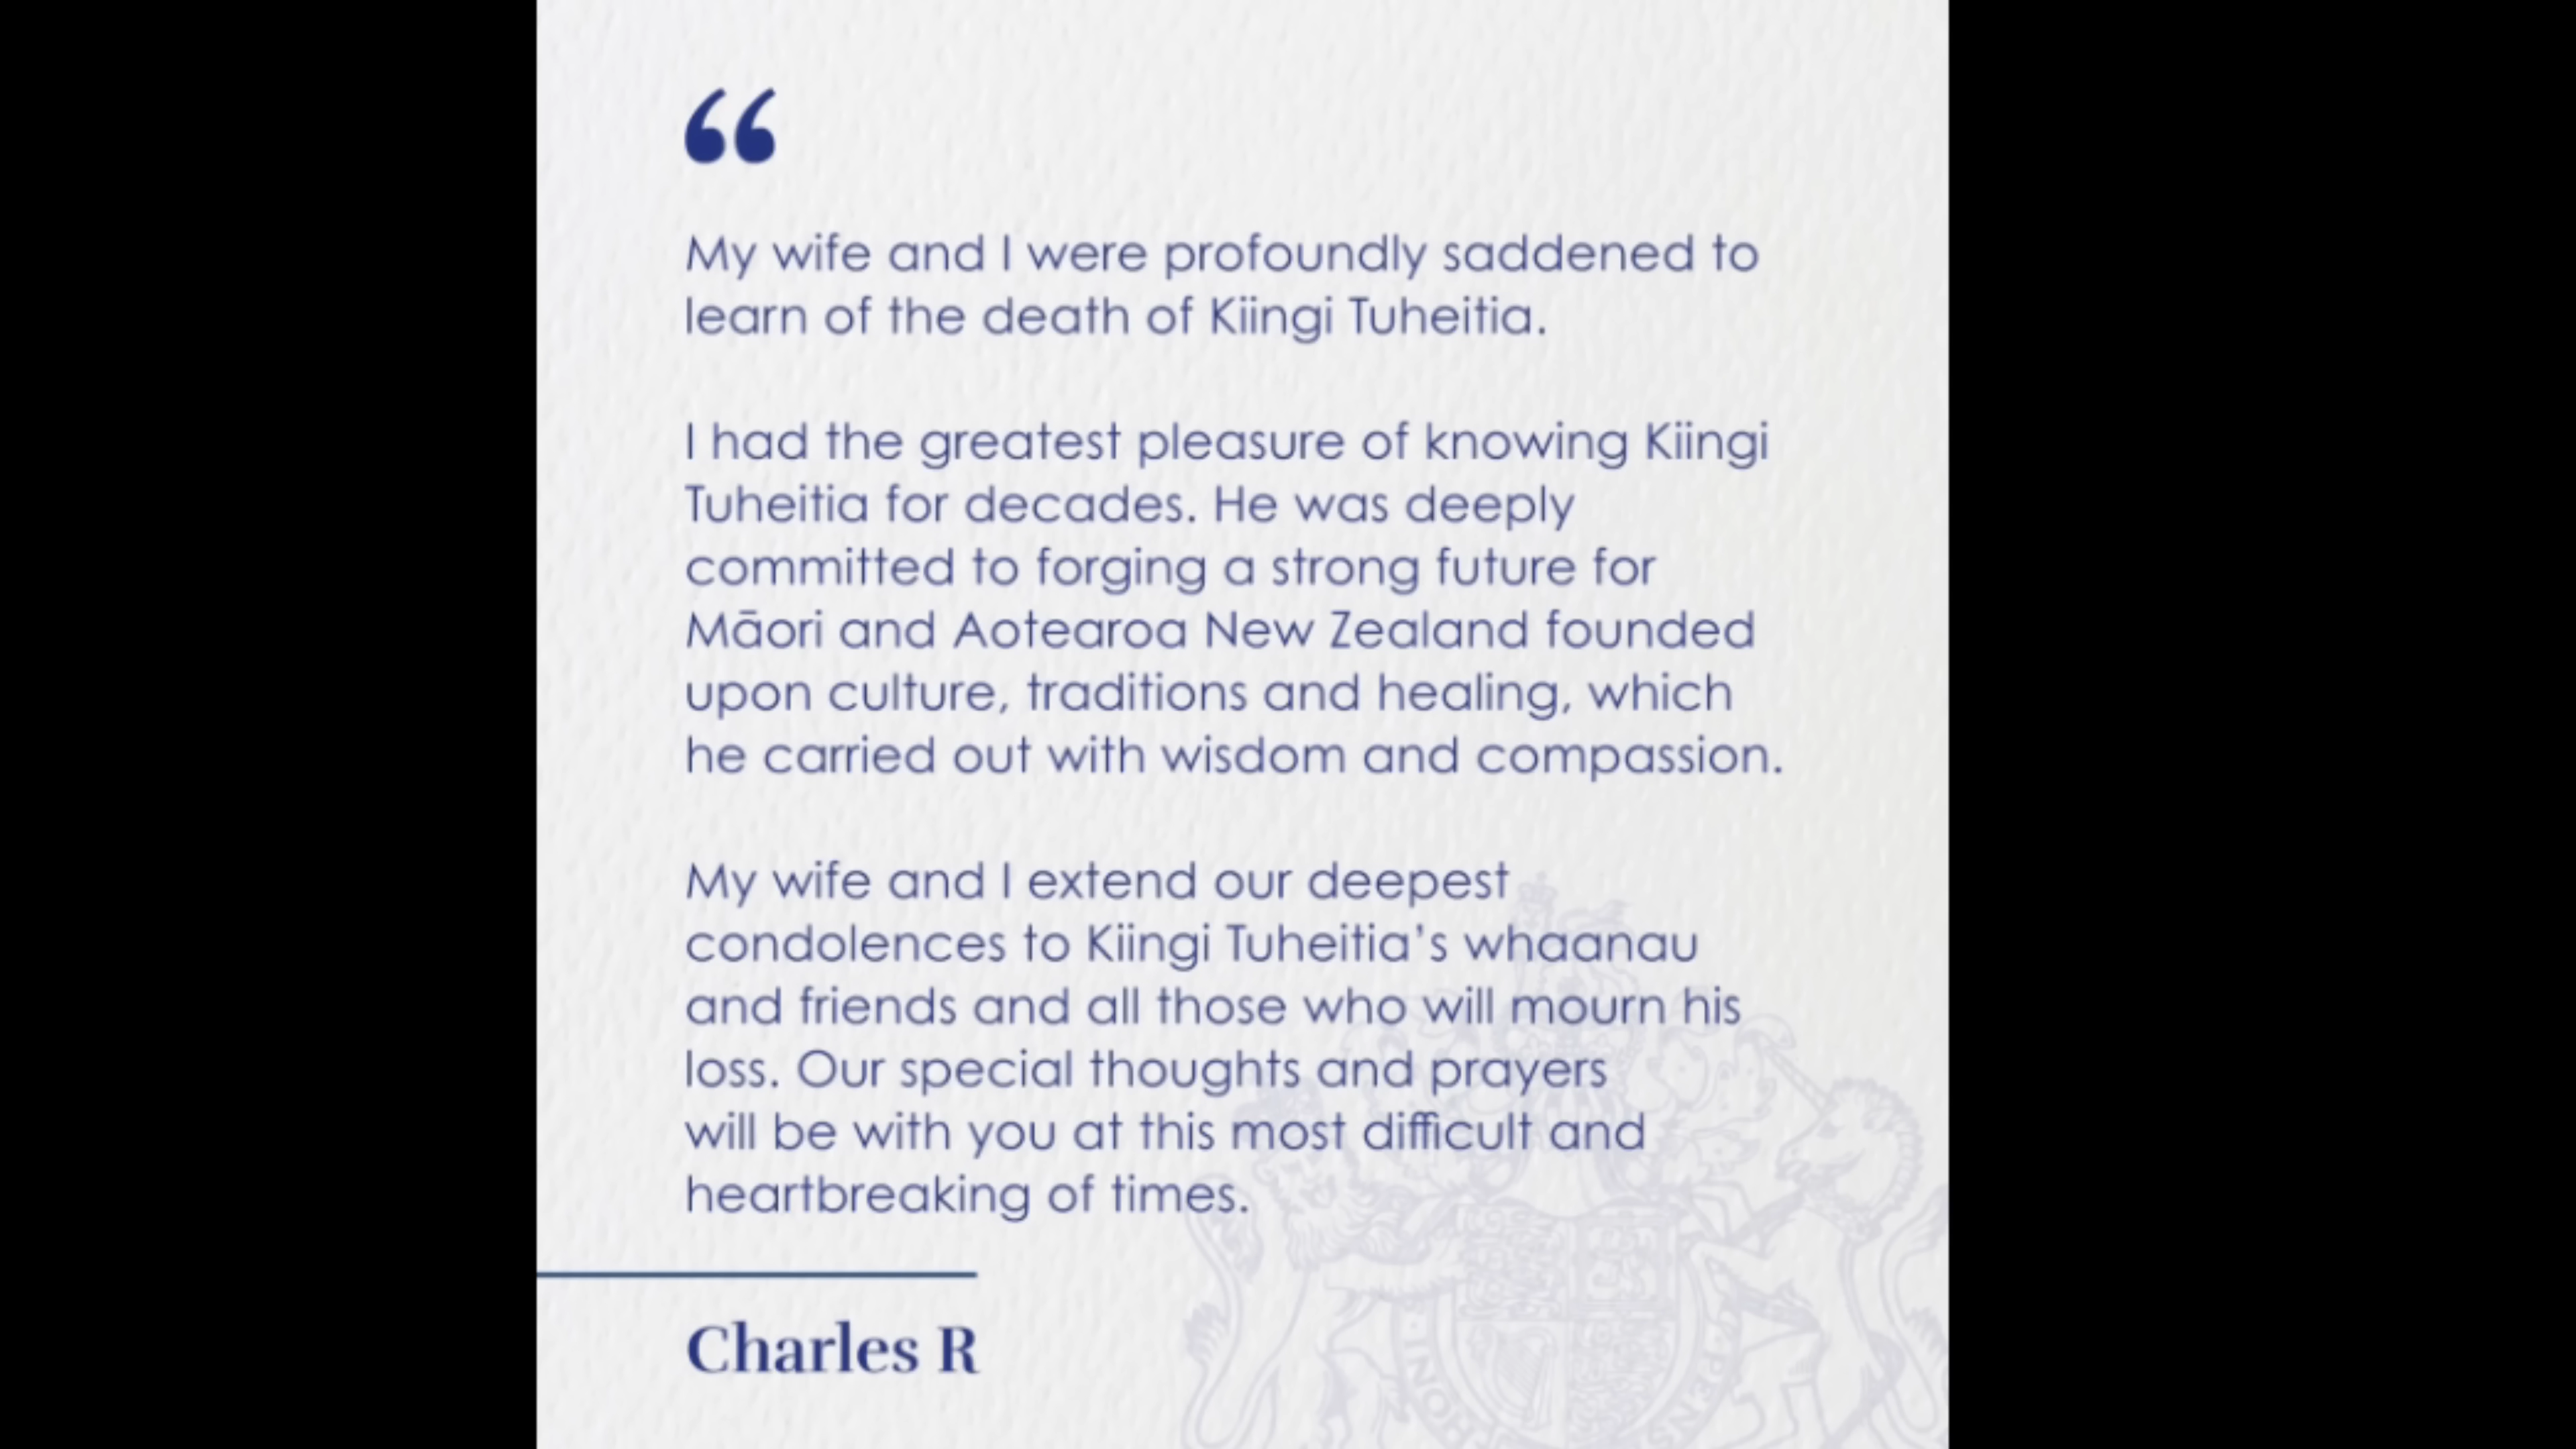 “
My wife and I were profoundly saddened to
learn of the death of Kiingi Tuheitia.
I had the greatest pleasure of knowing Kiingi
Tuheitia for decades. He was deeply
committed to forging a strong future for
Māori and Aotearoa New Zealand founded
upon culture, traditions and healing, which
he carried out with wisdom and compassion.
My wife and I extend our deepest
condolences to Kiingi Tuheitia’s whaanau
and friends and all those who will mourn his
loss. Our special thoughts and prayers
will be with you at this most difficult and
heartbreaking of times.
Charles R
HONI
PENS